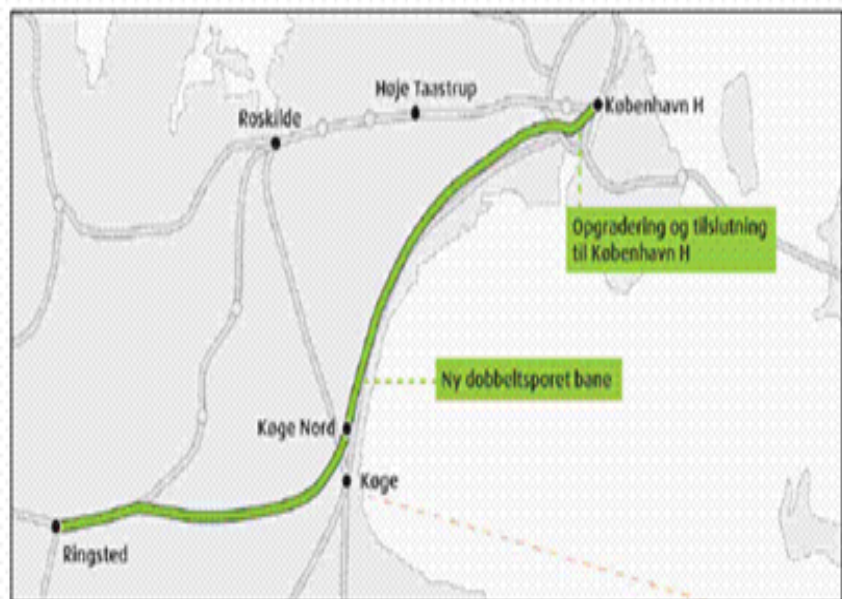 Høje Taastrup
København H
Roskilde
Opgradering og tilslutning
til København H
Ny dobbeltsporet bane
Køge Nord
Køge
Ringsted